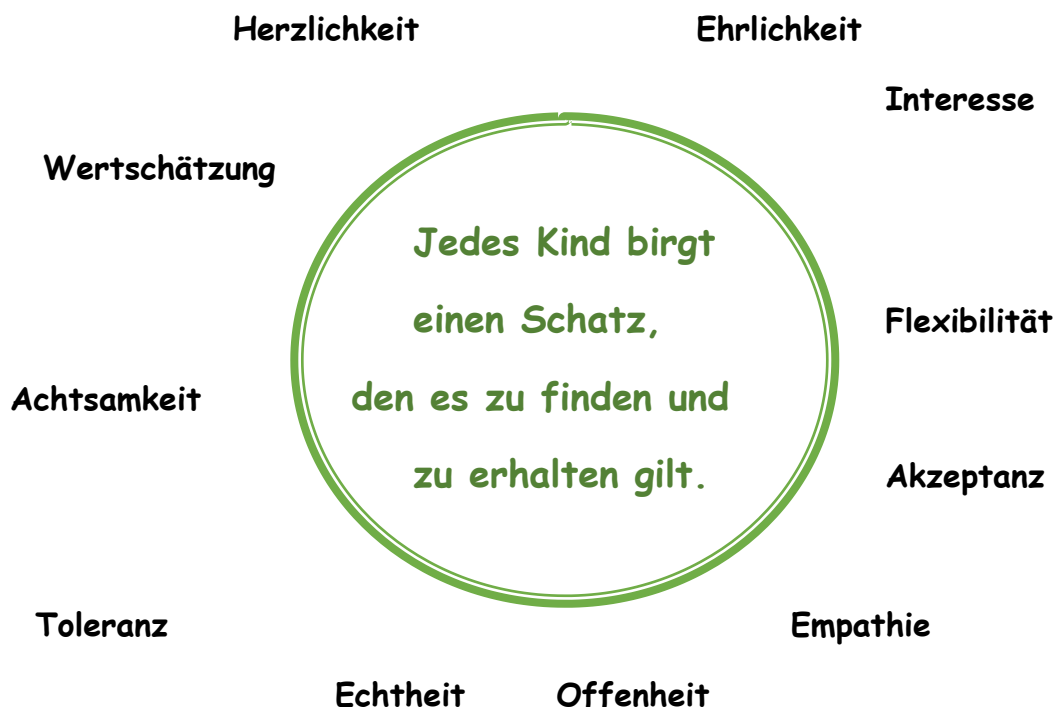 Herzlichkeit
Ehrlichkeit
Interesse
Wertschätzung
Jedes Kind birgt
einen Schatz,
den es zu finden und
zu erhalten gilt.
Flexibilität
Achtsamkeit
Akzeptanz
Toleranz
Empathie
Echtheit
Offenheit